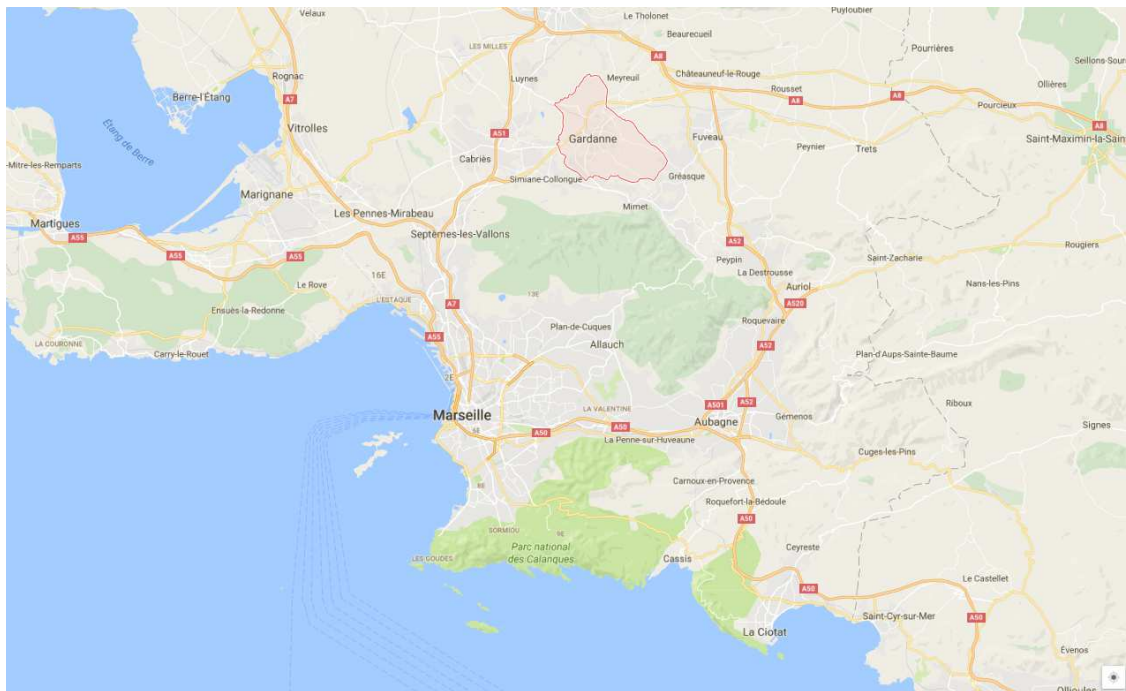 Velaux
Le Tholonet
Puyloubier
Beaurecueil
LES MILLES
A8
Pourrières
Seillons-Sour
Rognac
Luynes
Meyreuil
Châteauneuf-le-Rouge
Ollières
Berre-l'Étang
A7
Rousset
A8
A8
Pourcieux
Vitrolles
A51
Gardanne
Fuveau
A8
Étang de Berre
Peynier
Trets
Saint-Maximin-la-Sain
-Mitre-les-Remparts
Cabriès
Simiane-Collongue
Gréasque
Marignane
Les Pennes-Mirabeau
Mimet
Martigues
A55
Septèmes-les-Vallons
A52
Rougiers
A55
A55
Peypin
Saint-Zacharie
16E
La Destrousse
Le Rove
Auriol
Nans-les-Pins
L'ESTAQUE
13E
A7
A520
Ensuès-la-Redonne
Roquevaire
Plan-de-Cuques
A55
LA COURONNE
Allauch
A52
Carry-le-Rouet
Plan-d'Aups-Sainte-Baume
2E
A501
A52
Riboux
Marseille
LA VALENTINE
Gemenos
Aubagne
Signes
6E
A50
A50
La Penne-sur-Huveaune
Cuges-les-Pins
8E
Carnoux-en-Provence
Roquefort-la-Bédoule
A50
SORMIOU
9E
Parc national
des Calanques
LES GOUDES
Cassis
Ceyreste
Le Castellet
A50
Saint-Cyr-sur-Mer
A50
La Ciotat
Évenos
Ollioules